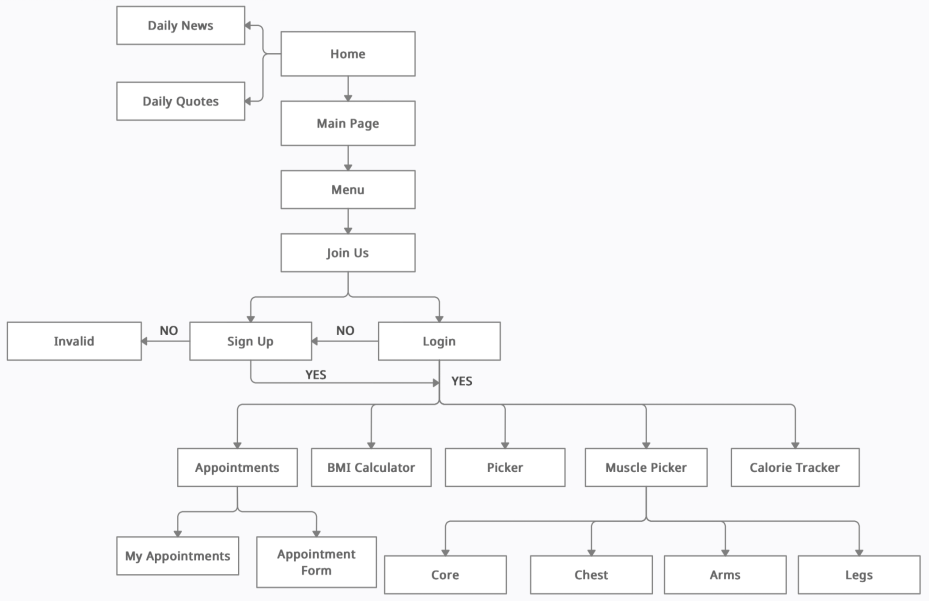 Daily News
Home
Daily Quotes
Main Page
Menu
Join Us
Invalid
NO
Sign Up
NO
Login
YES
YES
Appointments
BMI Calculator
Picker
Muscle Picker
Calorie Tracker
My Appointments
Appointment
Form
Core
Chest
Arms
Legs